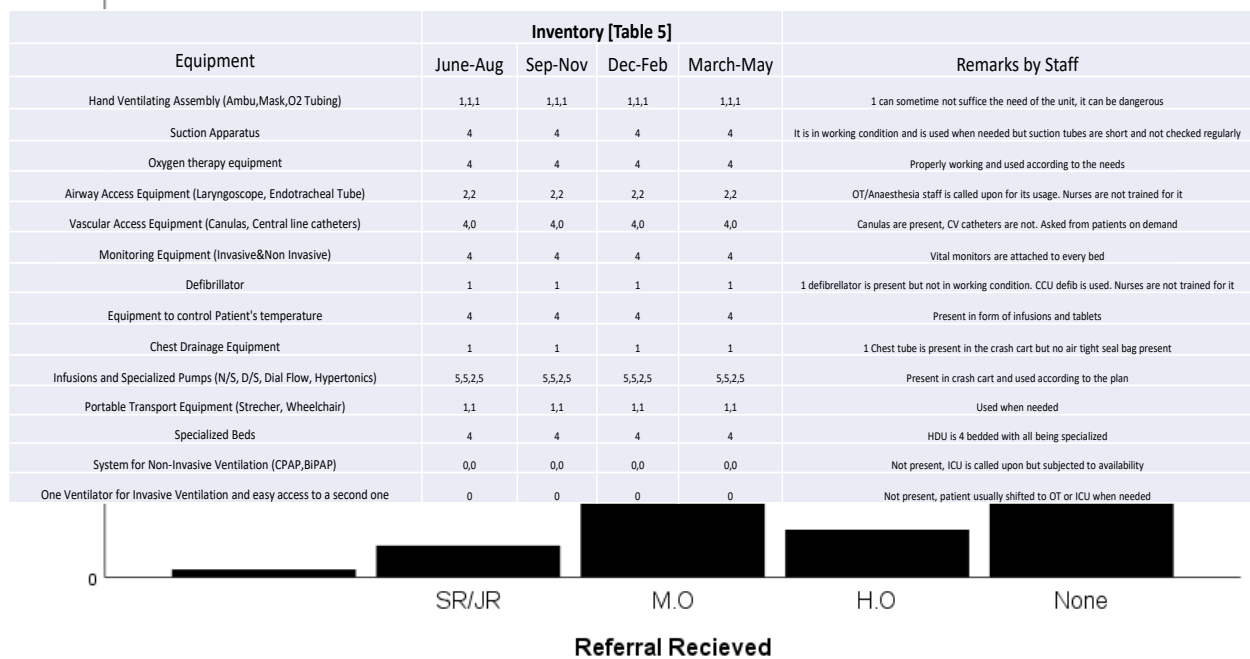 Inventory [Table 5]
Equipment June-Aug Sep-Nov Dec-Feb March-May Remarks by Staff
Hand Ventilating Assembly (Ambu,Mask,O2 Tubing) 1,1,1 1,1,1 1,1,1 1,1,1 1 can sometime not suffice the need of the unit, it can be dangerous
Suction Apparatus 4 4 4 4 It is in working condition and is used when needed but suction tubes are short and not checked regularly
Oxygen therapy equipment 4 4 4 4 Properly working and used according to the needs
Airway Access Equipment (Laryngoscope, Endotracheal Tube) 2,2 2,2 2,2 2,2 OT/Anaesthesia staff is called upon for its usage. Nurses are not trained for it
Vascular Access Equipment (Canulas, Central line catheters) 4,0 4,0 4,0 4,0 Canulas are present, CV catheters are not. Asked from patients on demand
Monitoring Equipment (Invasive&Non Invasive) 4 4 4 4 Vital monitors are attached to every bed
Defibrillator 1 1 1 1 1 defibrellator is present but not in working condition. CCU defib is used. Nurses are not trained for it
Equipment to control Patient's temperature 4 4 4 4 Present in form of infusions and tablets
Chest Drainage Equipment 1 1 1 1 1 Chest tube is present in the crash cart but no air tight seal bag present
Infusions and Specialized Pumps (N/S, D/S, Dial Flow, Hypertonics) 5,5,2,5 5,5,2,5 5,5,2,5 5,5,2,5 Present in crash cart and used according to the plan
Portable Transport Equipment (Strecher, Wheelchair) 1,1 1,1 1,1 1,1 Used when needed
Specialized Beds 4 4 4 4 HDU is 4 bedded with all being specialized
System for Non-Invasive Ventilation (CPAP,BiPAP) 0,0 0,0 0,0 0,0 Not present, ICU is called upon but subjected to availability
One Ventilator for Invasive Ventilation and easy access to a second one 0 0 0 0 Not present, patient usually shifted to OT or ICU when needed
0
SR/JR M.O H.O None
Referral Recieved